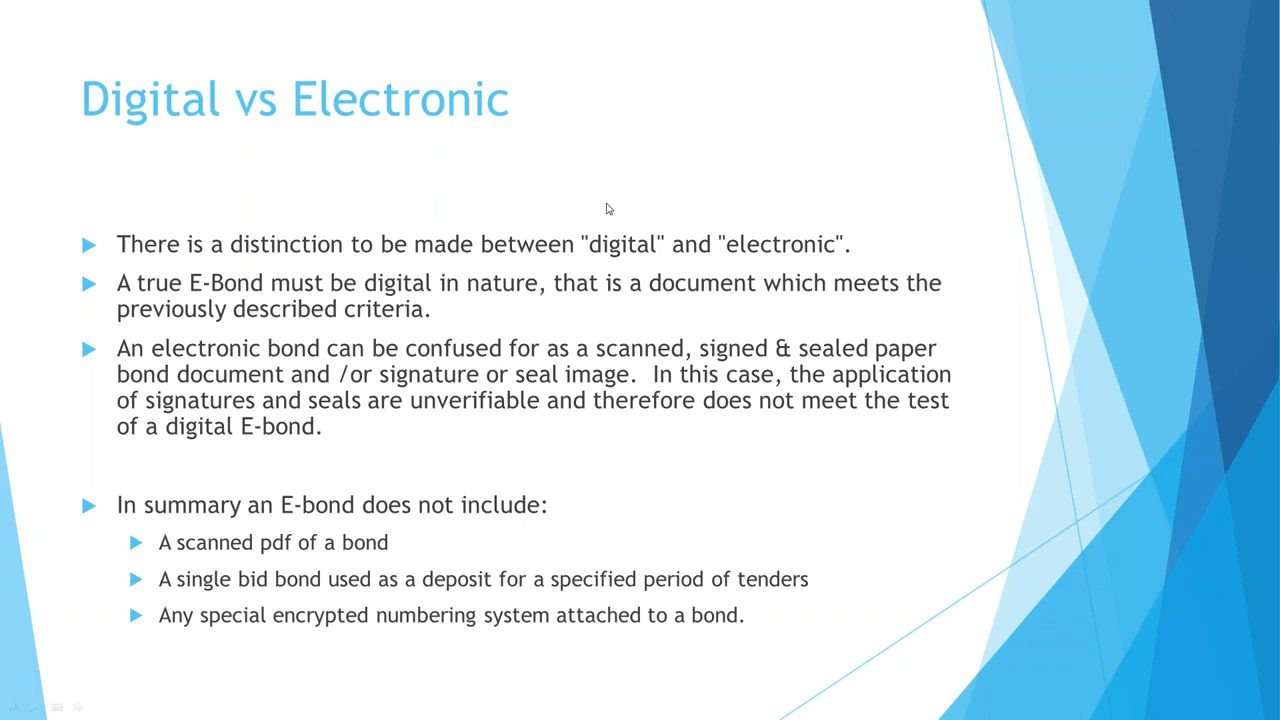 Digital vs Electronic
There is a distinction to be made between "digital" and "electronic".
A true E-Bond must be digital in nature, that is a document which meets the
previously described criteria.
An electronic bond can be confused for as a scanned, signed & sealed paper
bond document and /or signature or seal image.  In this case, the application
of signatures and seals are unverifiable and therefore does not meet the test
of a digital E-bond.
In summary an E-bond does not include:
A scanned pdf of a bond
A single bid bond used as a deposit for a specified period of tenders
Any special encrypted numbering system attached to a bond.